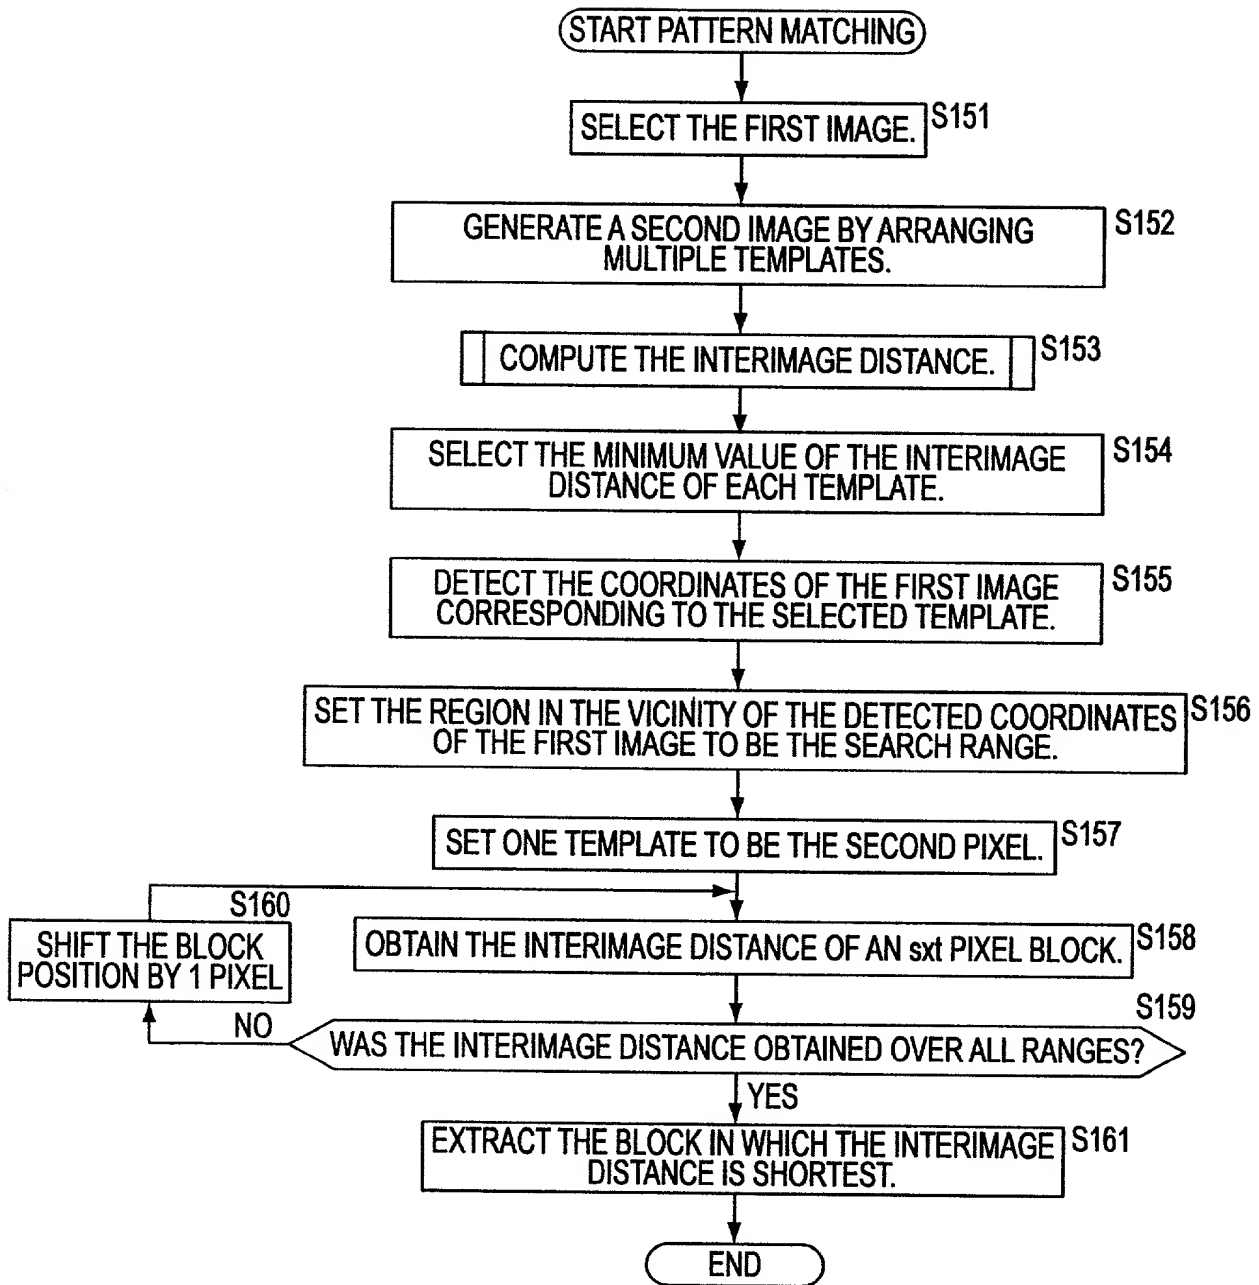 START PATTERN MATCHING
SELECT THE FIRST IMAGE.
S151
GENERATE A SECOND IMAGE BY ARRANGING
MULTIPLE TEMPLATES.
S152
COMPUTE THE INTERIMAGE DISTANCE.
S153
SELECT THE MINIMUM VALUE OF THE INTERIMAGE
DISTANCE OF EACH TEMPLATE.
S154
DETECT THE COORDINATES OF THE FIRST IMAGE
CORRESPONDING TO THE SELECTED TEMPLATE.
S155
SET THE REGION IN THE VICINITY OF THE DETECTED COORDINATES
OF THE FIRST IMAGE TO BE THE SEARCH RANGE.
S156
SET ONE TEMPLATE TO BE THE SECOND PIXEL.
S157
S160
SHIFT THE BLOCK
POSITION BY 1 PIXEL
OBTAIN THE INTERIMAGE DISTANCE OF AN sxt PIXEL BLOCK.
S158
S159
NO
WAS THE INTERIMAGE DISTANCE OBTAINED OVER ALL RANGES?
YES
EXTRACT THE BLOCK IN WHICH THE INTERIMAGE
DISTANCE IS SHORTEST.
S161
END